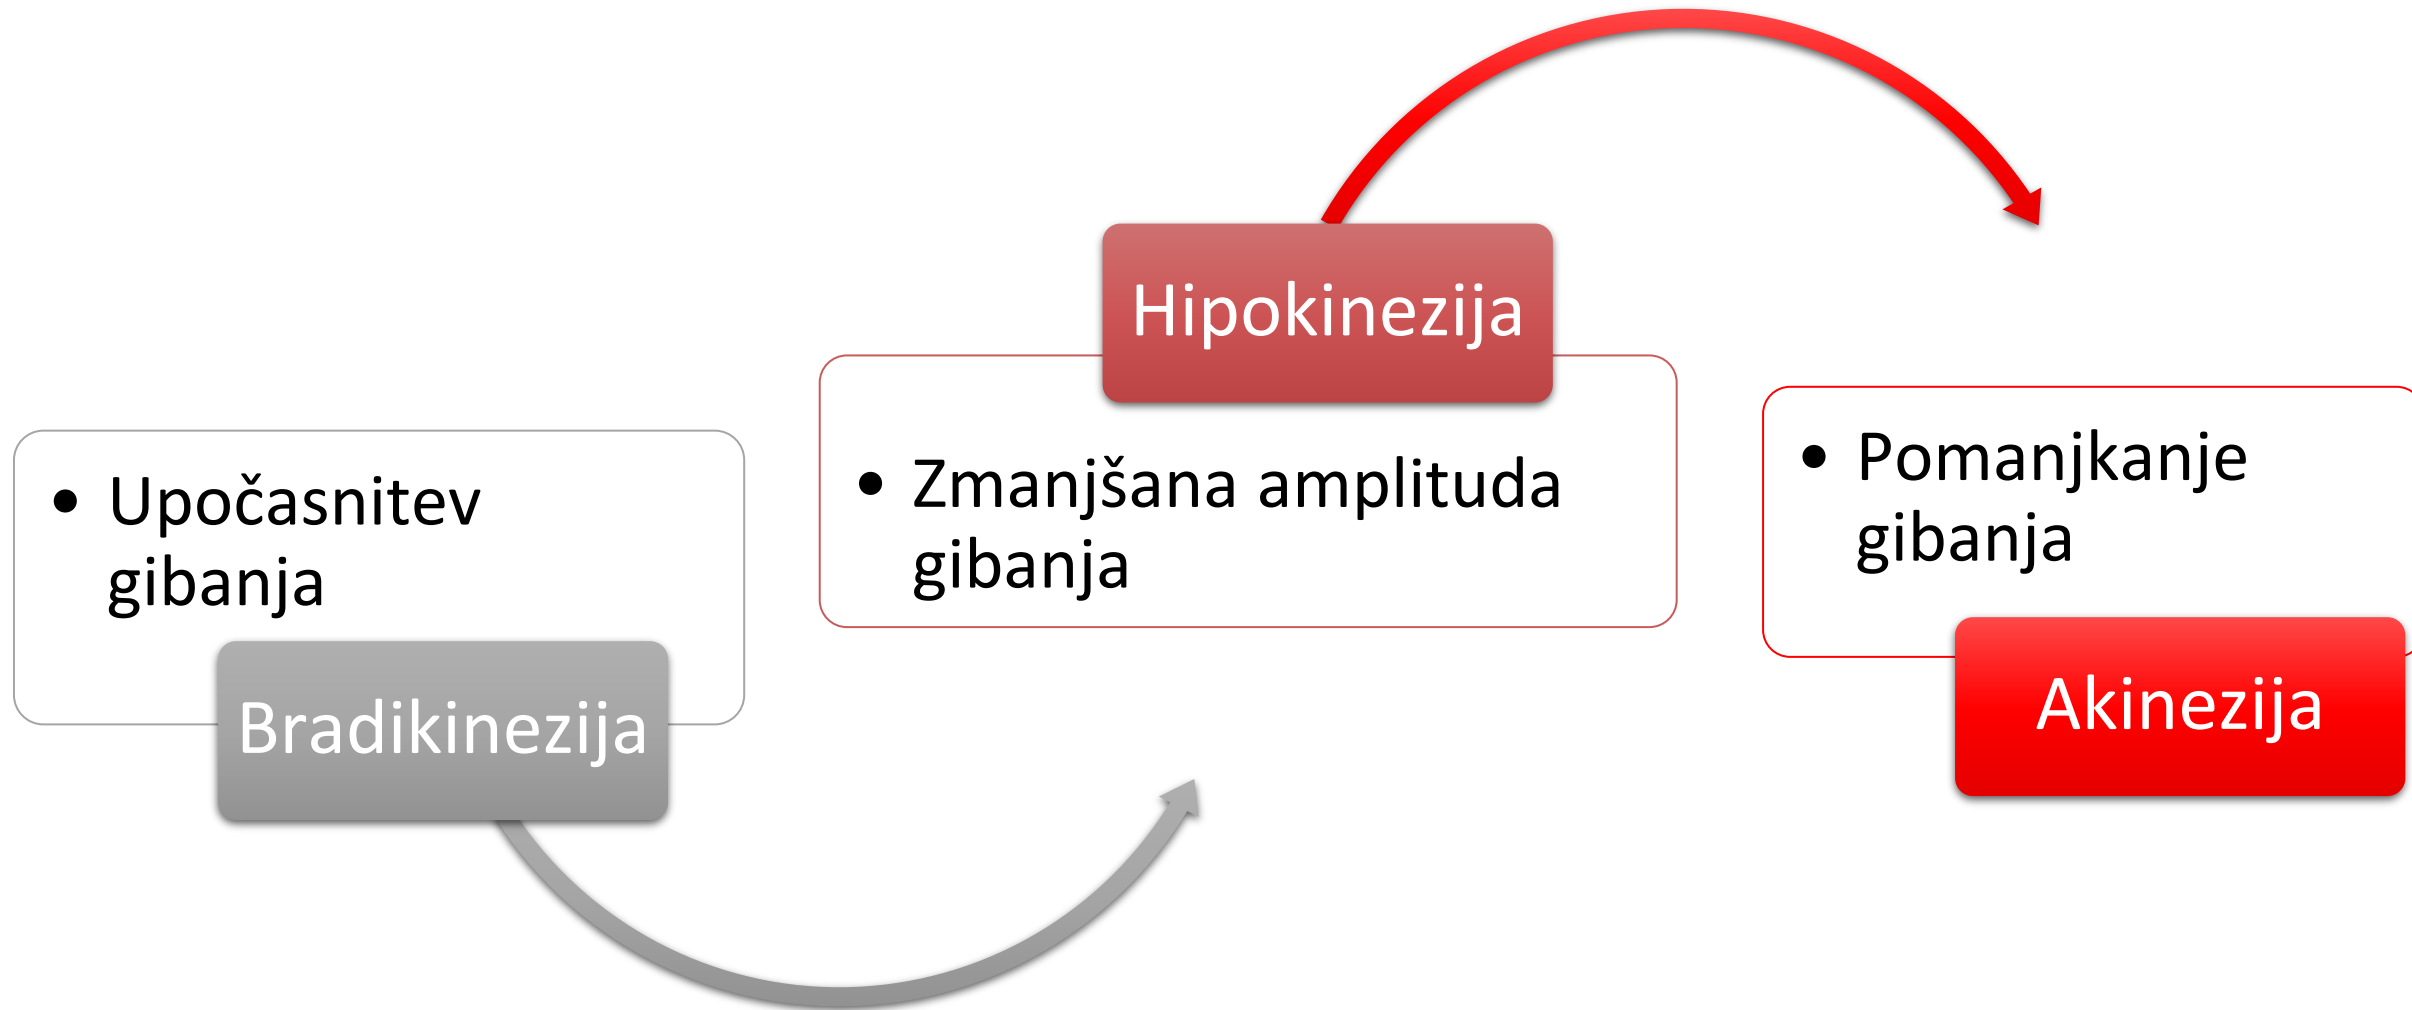 • Upočasnitev
gibanja
Bradikinezija
Hipokinezija
• Zmanjšana amplituda
gibanja
• Pomanjkanje
gibanja
Akinezija